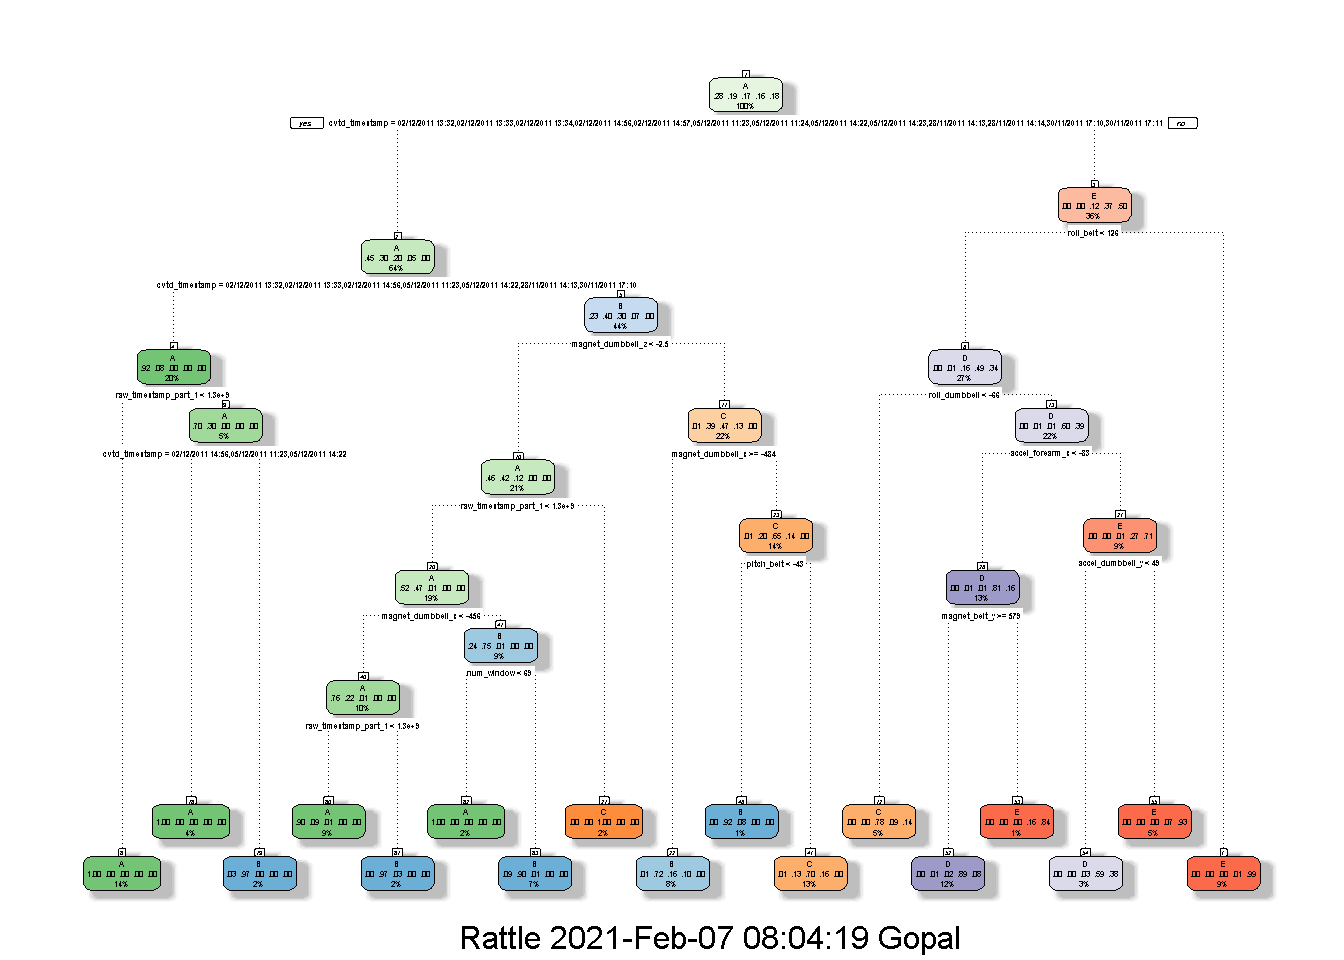 1
A
.28 .19 .17 .16 .18
100%
yes cvtd_timestamp = 02/12/2011 13:32,02/12/2011 13:33,02/12/2011 13:34,02/12/2011 14:56,02/12/2011 14:57,05/12/2011 11:23,05/12/2011 11:24,05/12/2011 14:22,05/12/2011 14:23,28/11/2011 14:13,28/11/2011 14:14,30/11/2011 17:10,30/11/2011 17:11 no
3
E
.00 .00 .12 .37 .50
36%
roll_belt < 126
2
A
.45 .30 .20 .05 .00
64%
cvtd_timestamp = 02/12/2011 13:32,02/12/2011 13:33,02/12/2011 14:56,05/12/2011 11:23,05/12/2011 14:22,28/11/2011 14:13,30/11/2011 17:10
5
B
.23 .40 .30 .07 .00
44%
magnet_dumbbell_z < -2.5
4
A
.92 .08 .00 .00 .00
20%
raw_timestamp_part_1 < 1.3e+9
6
D
.00 .01 .16 .49 .34
27%
roll_dumbbell < -66
9
A
.70 .30 .00 .00 .00
5%
cvtd_timestamp = 02/12/2011 14:56,05/12/2011 11:23,05/12/2011 14:22
11
C
.01 .39 .47 .13 .00
22%
magnet_dumbbell_x >= -484
13
D
.00 .01 .01 .60 .39
22%
accel_forearm_x < -83
10
A
.46 .42 .12 .00 .00
21%
raw_timestamp_part_1 < 1.3e+9
23
C
.01 .20 .65 .14 .00
14%
pitch_belt < -43
27
E
.00 .00 .01 .27 .71
9%
accel_dumbbell_y < 49
20
A
.52 .47 .01 .00 .00
19%
magnet_dumbbell_x < -456
26
D
.00 .01 .01 .81 .16
13%
magnet_belt_y >= 579
41
B
.24 .75 .01 .00 .00
9%
num_window < 69
40
A
.76 .22 .01 .00 .00
10%
raw_timestamp_part_1 < 1.3e+9
18
A
1.00 .00 .00 .00 .00
4%
80
A
.90 .09 .01 .00 .00
9%
82
A
1.00 .00 .00 .00 .00
2%
21
C
.00 .00 1.00 .00 .00
2%
46
B
.00 .92 .08 .00 .00
1%
12
C
.00 .00 .78 .09 .14
5%
53
E
.00 .00 .00 .16 .84
1%
55
E
.00 .00 .00 .07 .93
5%
8
A
1.00 .00 .00 .00 .00
14%
19
B
.03 .97 .00 .00 .00
2%
81
B
.00 .97 .03 .00 .00
2%
83
B
.09 .90 .01 .00 .00
7%
22
B
.01 .72 .16 .10 .00
8%
47
C
.01 .13 .70 .16 .00
13%
52
D
.00 .01 .02 .89 .08
12%
54
D
.00 .00 .03 .59 .38
3%
7
E
.00 .00 .00 .01 .99
9%
Rattle 2021-Feb-07 08:04:19 Gopal